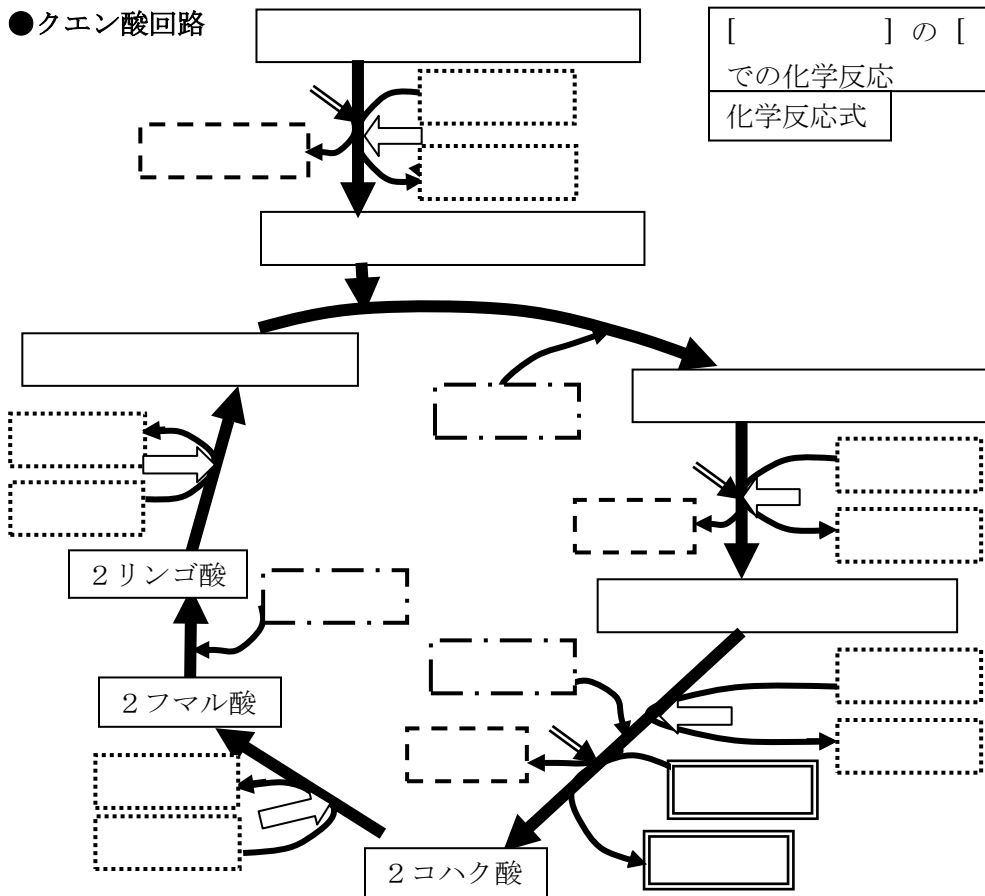 ●クエン酸回路
[　　　　　] の [
での化学反応
化学反応式
２リンゴ酸
２フマル酸
２コハク酸